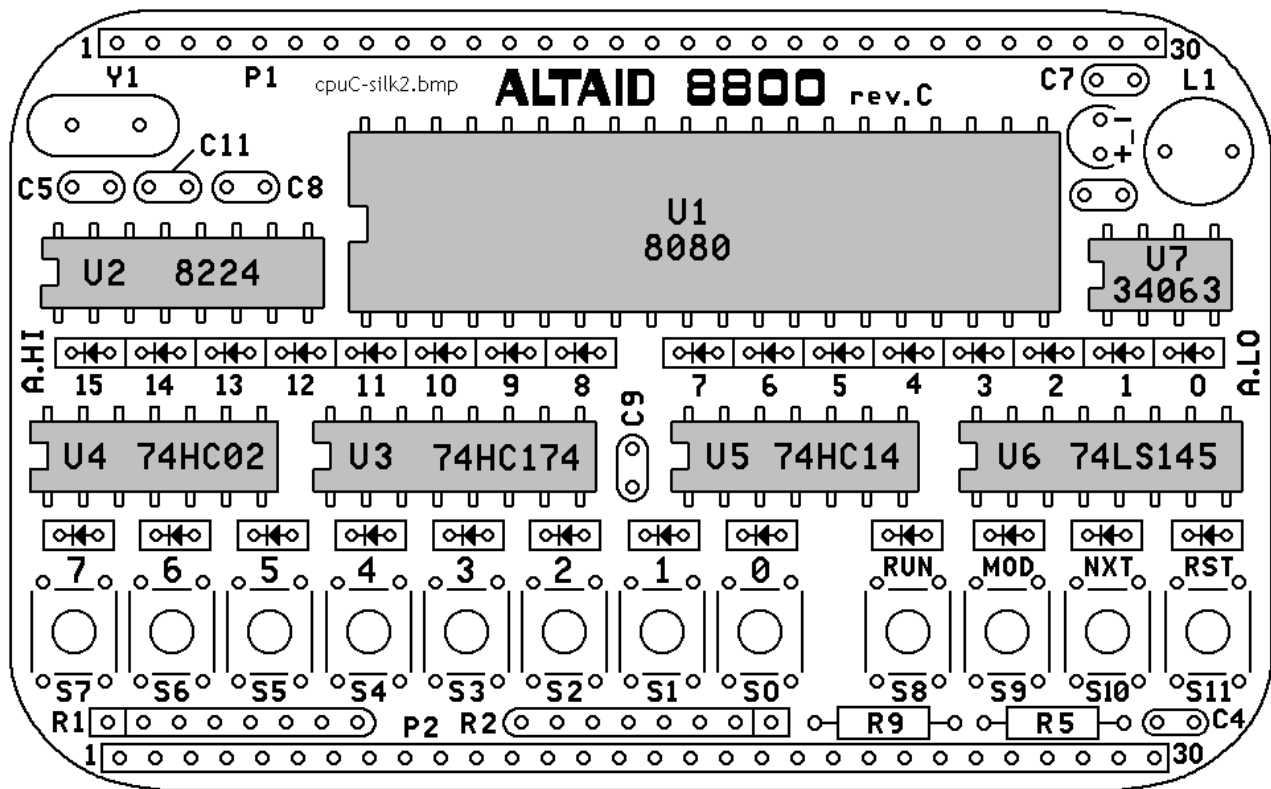 1 30
Y1 P1 cpuC-silk2.bmp ALTAID 8800 rev.C C7 L1
C11
C5 C8
U1
8080
U2 8224
U7
34063
A.HI
15 14 13 12 11 10 9 8 7 6 5 4 3 2 1 0
A.LO
C9
U4 74HC02 U3 74HC174 U5 74HC14 U6 74LS145
7 6 5 4 3 2 1 0 RUN MOD NXT RST
S7 S6 S5 S4 S3 S2 S1 S0 S8 S9 S10 S11
R1 P2 R2 R9 R5 C4
1 30